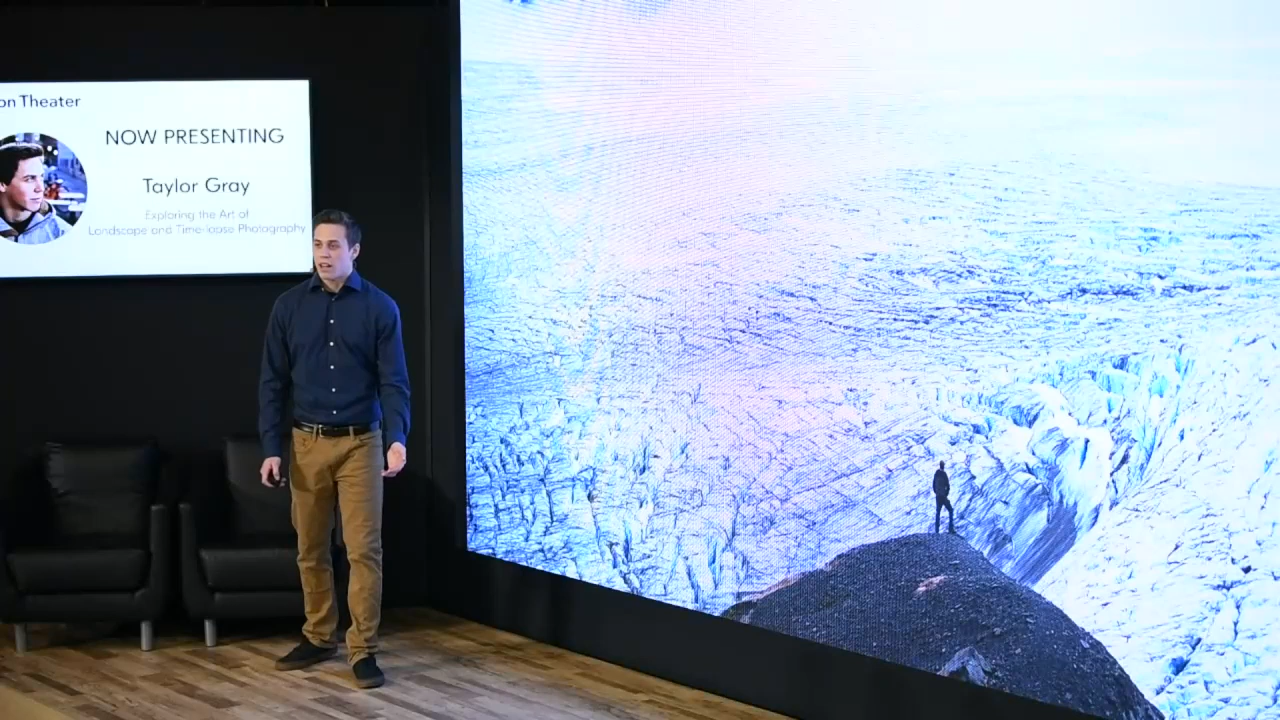 on Theater
NOW PRESENTING
Taylor Gray
Exploring the Art of
Landscape and Time-lapse Photography